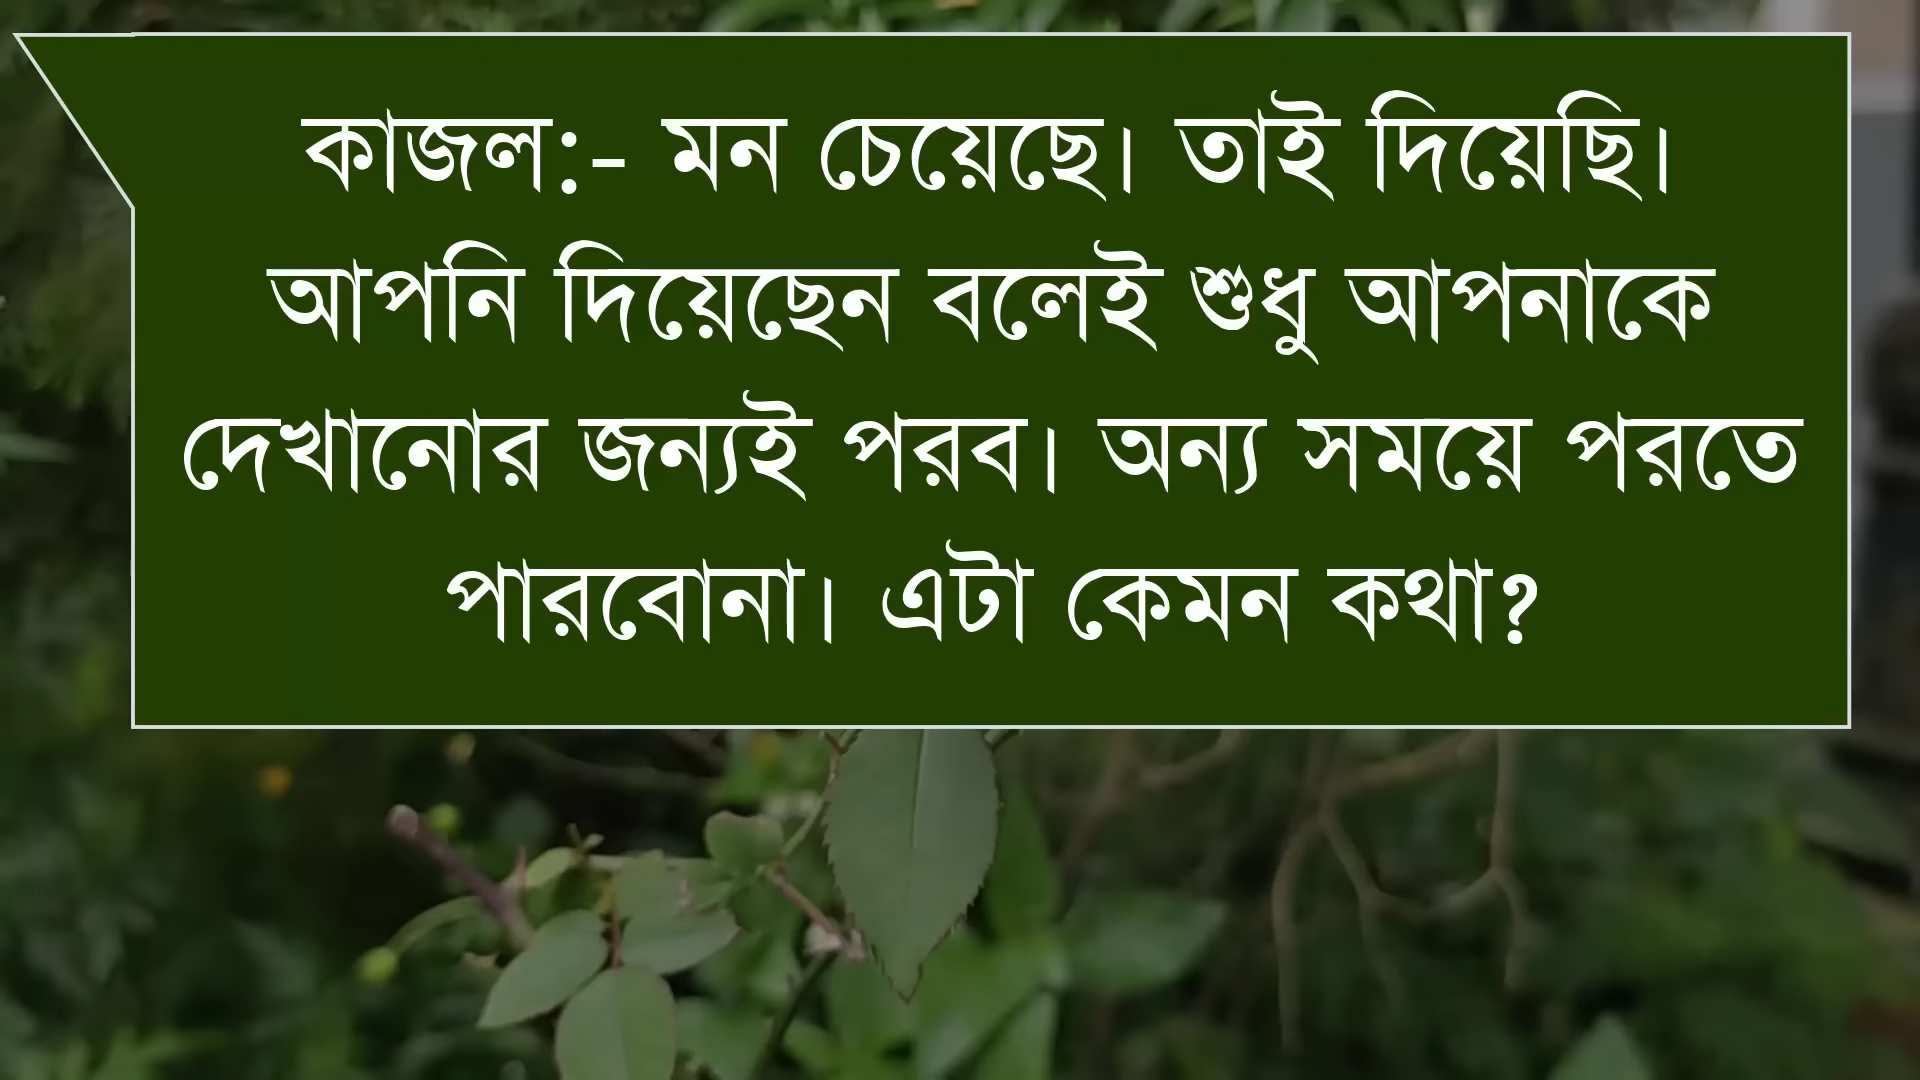 কাজল:- মন চেয়েছে। তাই দিয়েছি।
আপনি দিয়েছেন বলেই শুধু আপনাকে
দেখানোর জন্যই পরব। অন্য সময়ে পরতে
পারবোনা। এটা কেমন কথা?